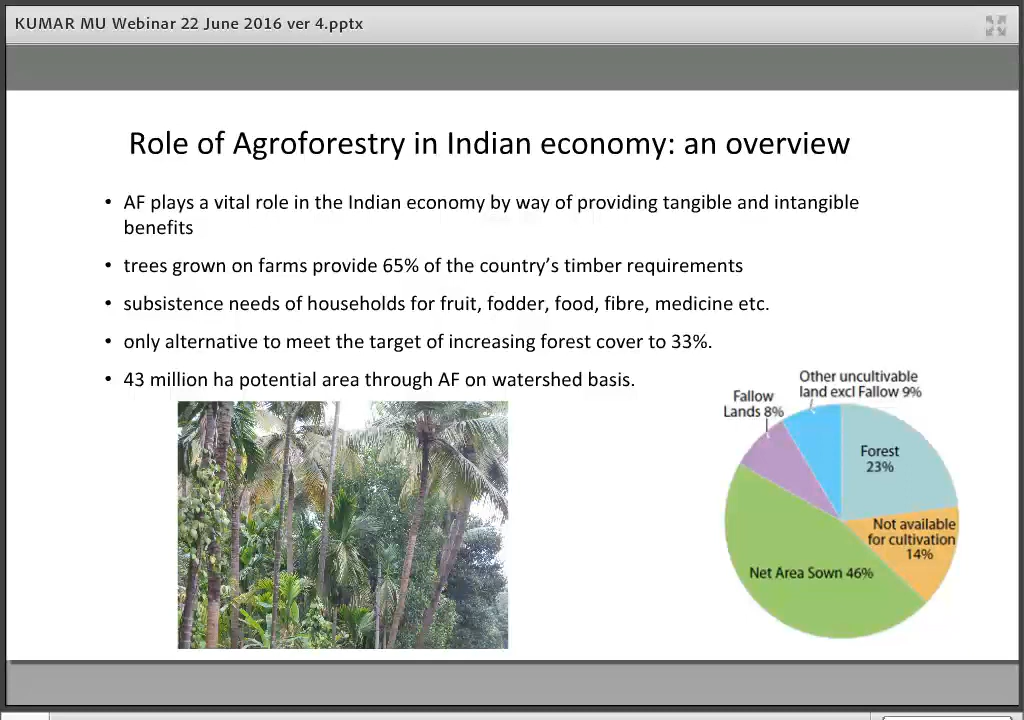 KUMAR MU Webinar 22 June 2016 ver 4.pptx
Role of Agroforestry in Indian economy: an overview
• AF plays a vital role in the Indian economy by way of providing tangible and intangible
benefits
• trees grown on farms provide 65% of the country’s timber requirements
• subsistence needs of households for fruit, fodder, food, fibre, medicine etc.
• only alternative to meet the target of increasing forest cover to 33%.
• 43 million ha potential area through AF on watershed basis.
Other uncultivable
land excl Fallow 9%
Fallow
Lands 8%
Forest
23%
Not available
for cultivation
14%
Net Area Sown 46%